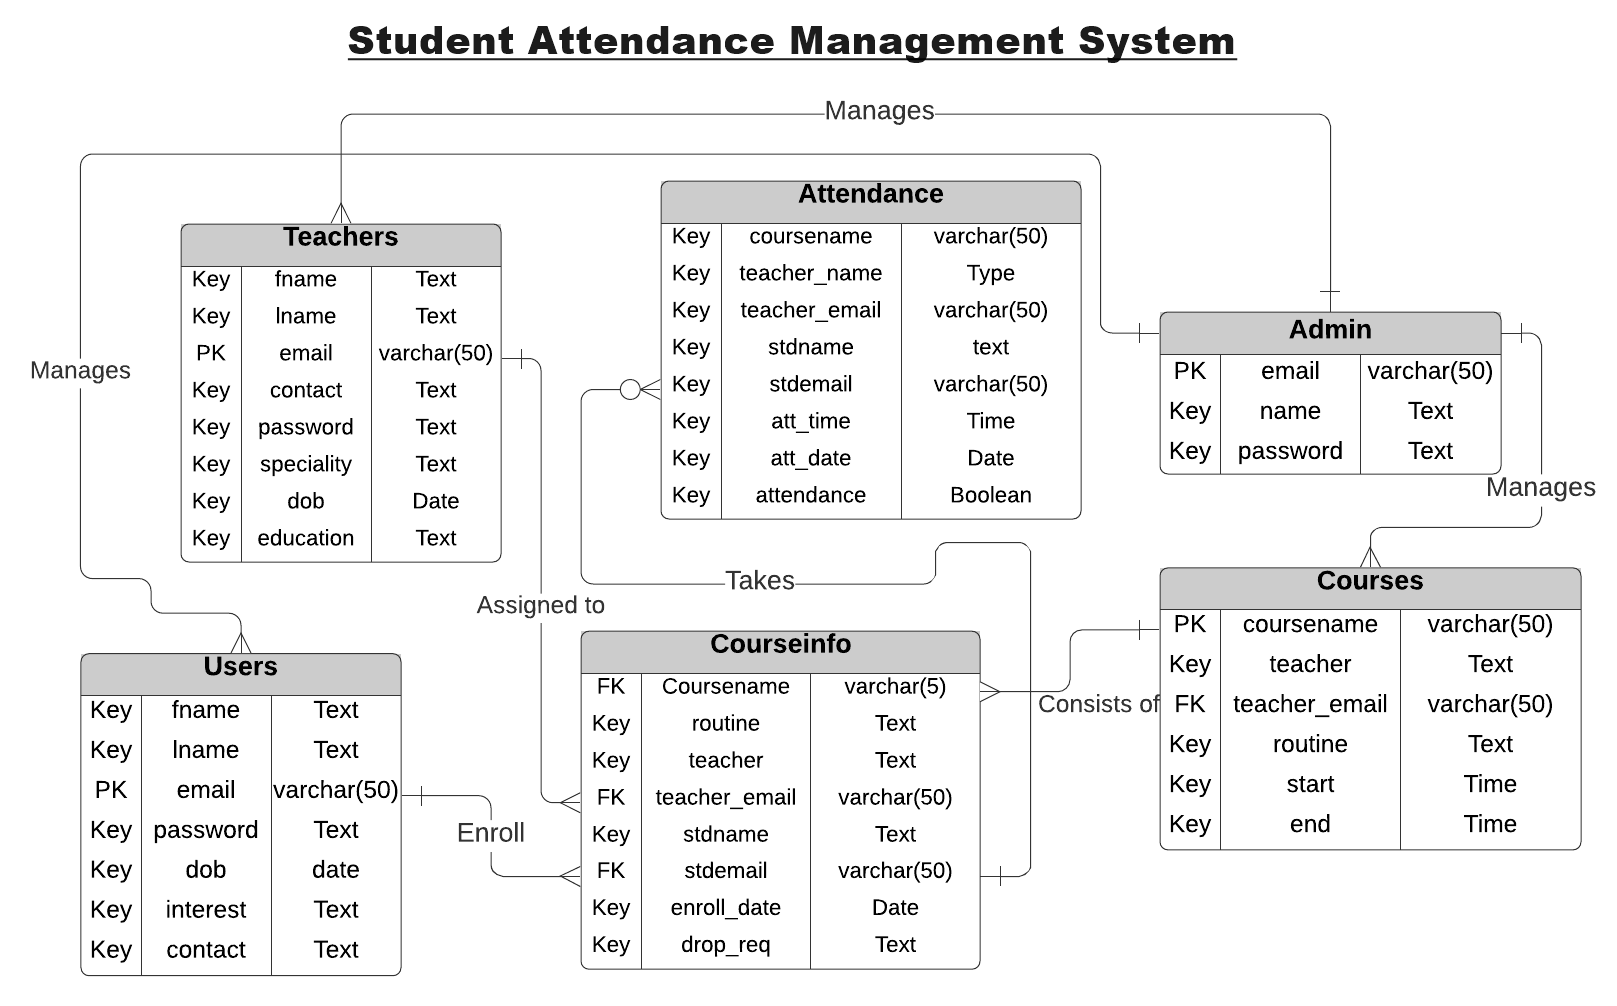 Student Attendance Management System
Manages
Attendance
Key coursename varchar(50)
Key teacher_name Type
Key teacher_email varchar(50)
Key stdname text
Key stdemail varchar(50)
Key att_time Time
Key att_date Date
Key attendance Boolean
Teachers
Key fname Text
Key lname Text
PK email varchar(50)
Key contact Text
Key password Text
Key speciality Text
Key dob Date
Key education Text
Admin
PK email varchar(50)
Key name Text
Key password Text
Manages
Manages
Takes
Assigned to
Courses
PK coursename varchar(50)
Key teacher Text
FK teacher_email varchar(50)
Key routine Text
Key start Time
Key end Time
Courseinfo
FK Coursename varchar(5)
Key routine Text
Key teacher Text
FK teacher_email varchar(50)
Key stdname Text
FK stdemail varchar(50)
Key enroll_date Date
Key drop_req Text
Consists of
Users
Key fname Text
Key lname Text
PK email varchar(50)
Key password Text
Key dob date
Key interest Text
Key contact Text
Enroll